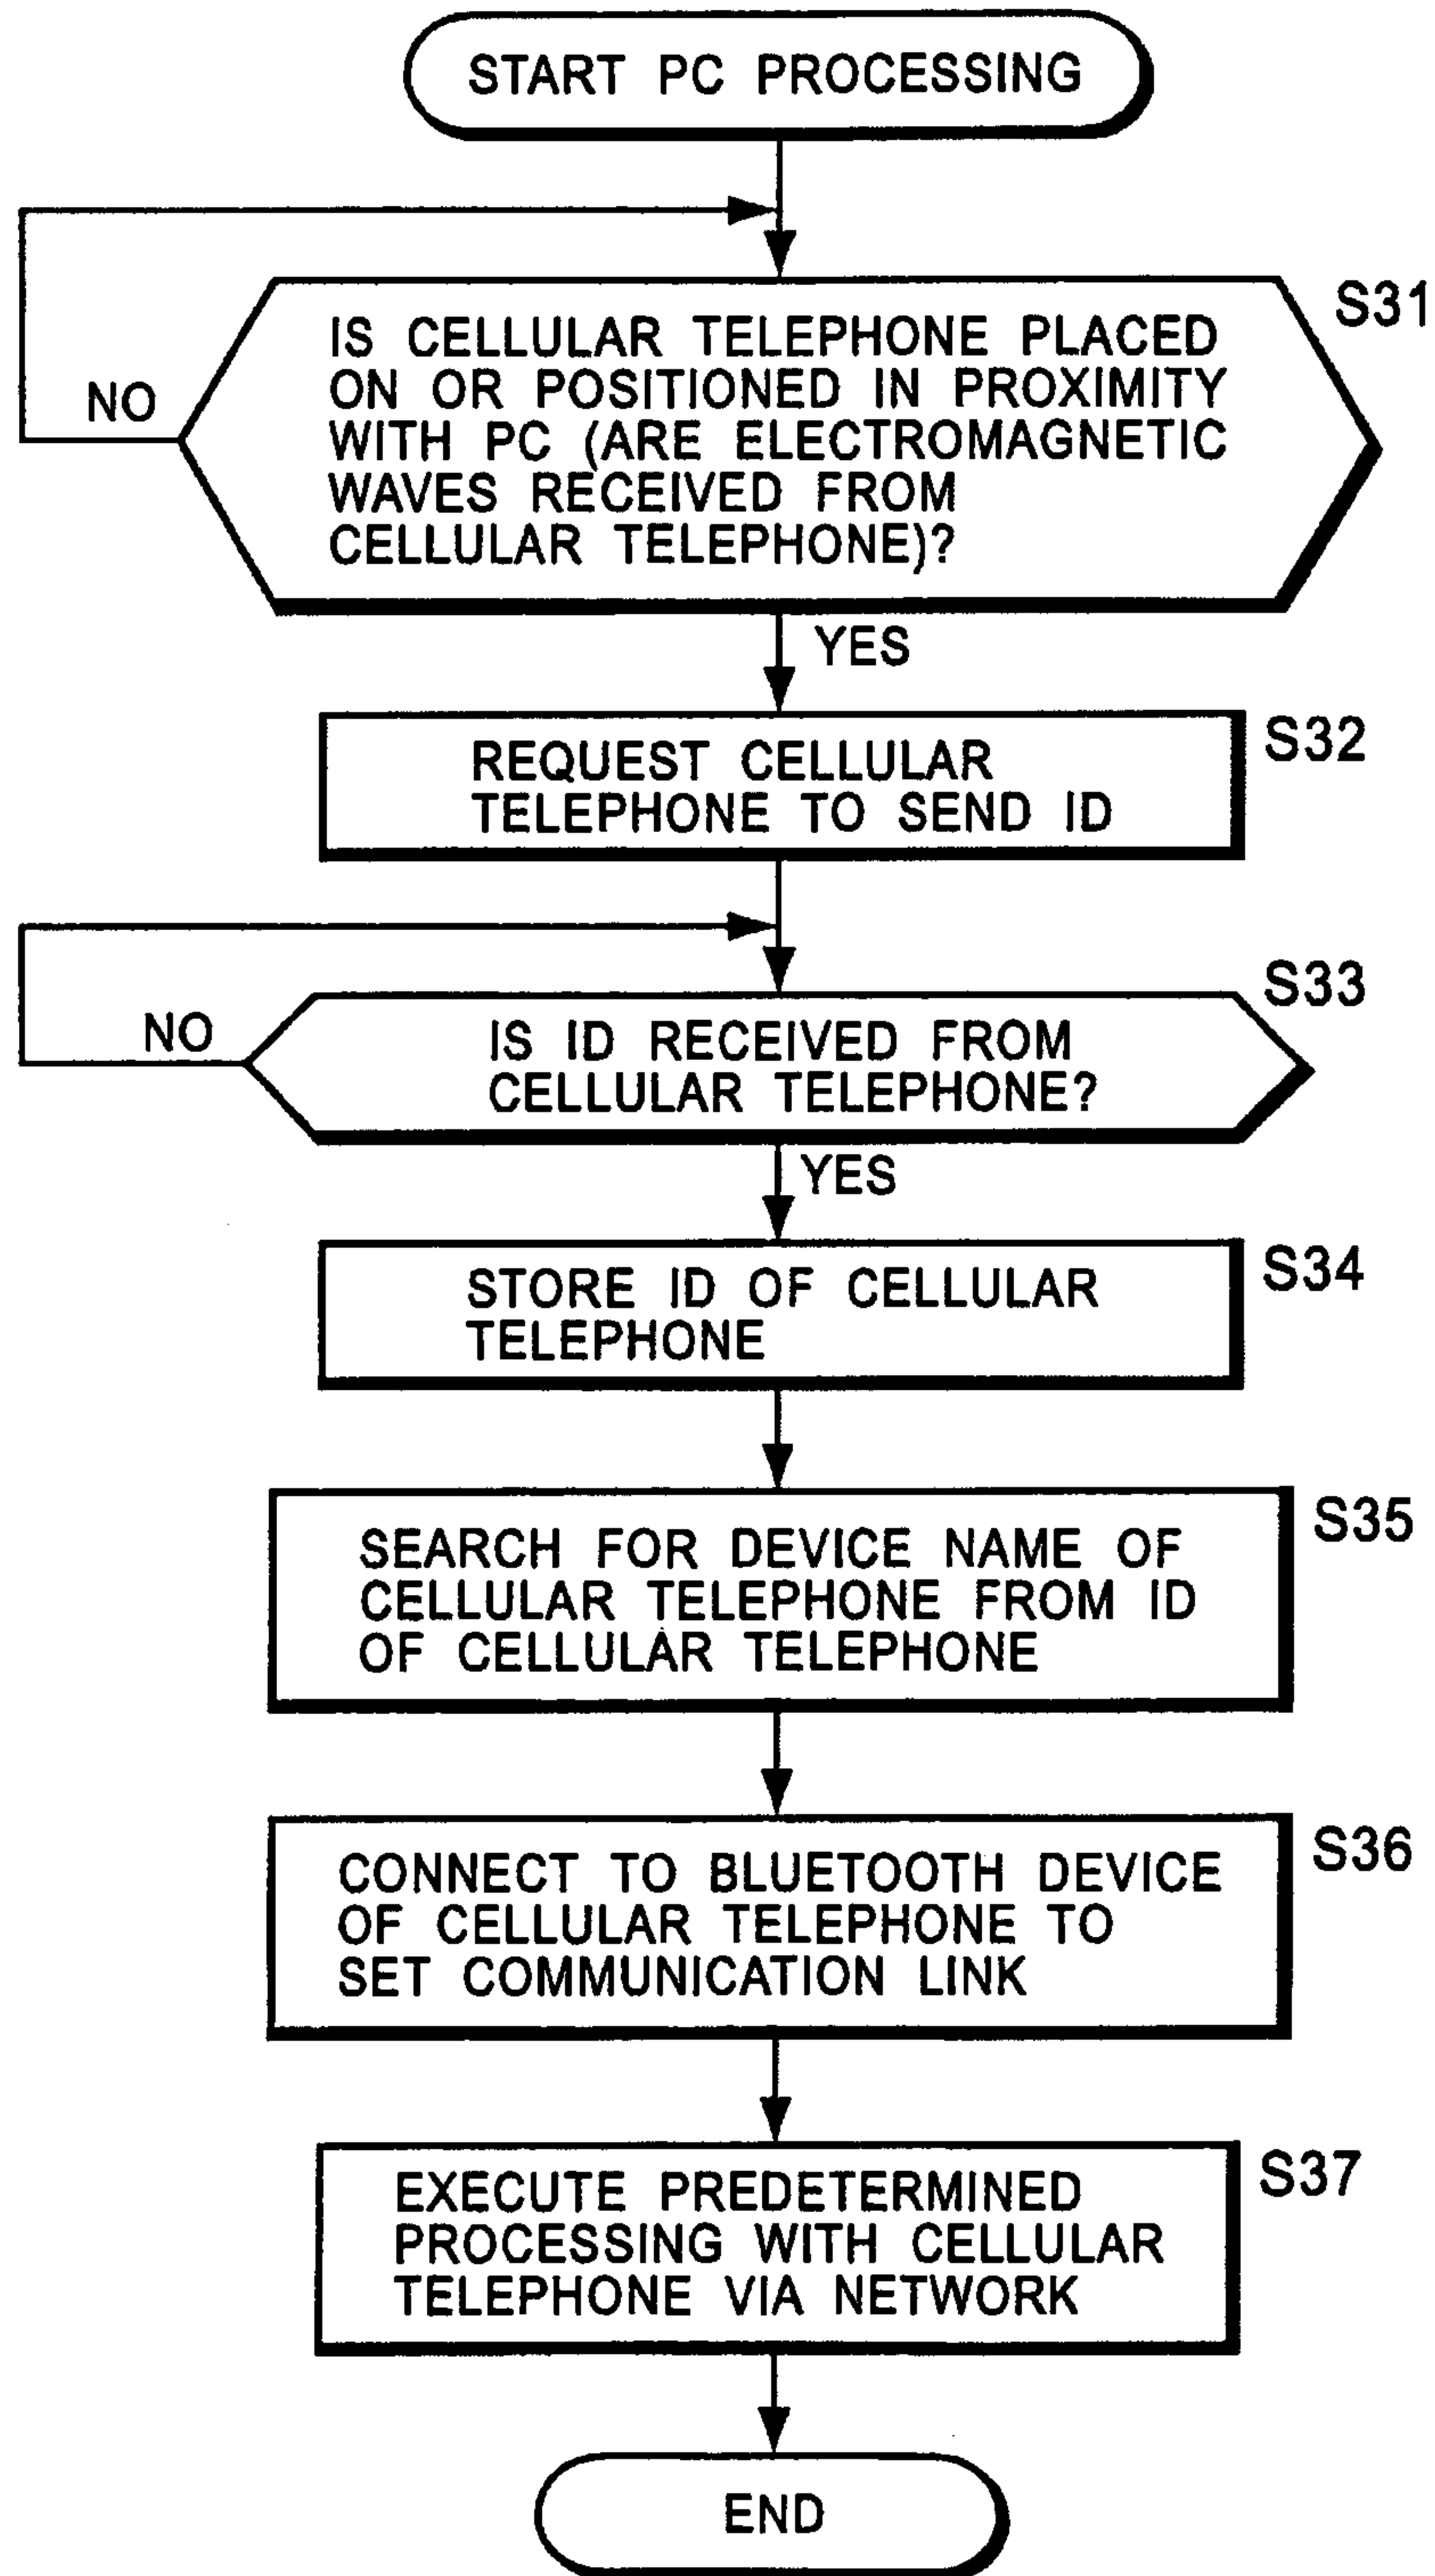 START PC PROCESSING
S31
IS CELLULAR TELEPHONE PLACED
ON OR POSITIONED IN PROXIMITY
WITH PC (ARE ELECTROMAGNETIC
WAVES RECEIVED FROM
CELLULAR TELEPHONE)?
NO
YES
S32
REQUEST CELLULAR
TELEPHONE TO SEND ID
S33
IS ID RECEIVED FROM
CELLULAR TELEPHONE?
NO
YES
S34
STORE ID OF CELLULAR
TELEPHONE
S35
SEARCH FOR DEVICE NAME OF
CELLULAR TELEPHONE FROM ID
OF CELLULAR TELEPHONE
S36
CONNECT TO BLUETOOTH DEVICE
OF CELLULAR TELEPHONE TO
SET COMMUNICATION LINK
S37
EXECUTE PREDETERMINED
PROCESSING WITH CELLULAR
TELEPHONE VIA NETWORK
END